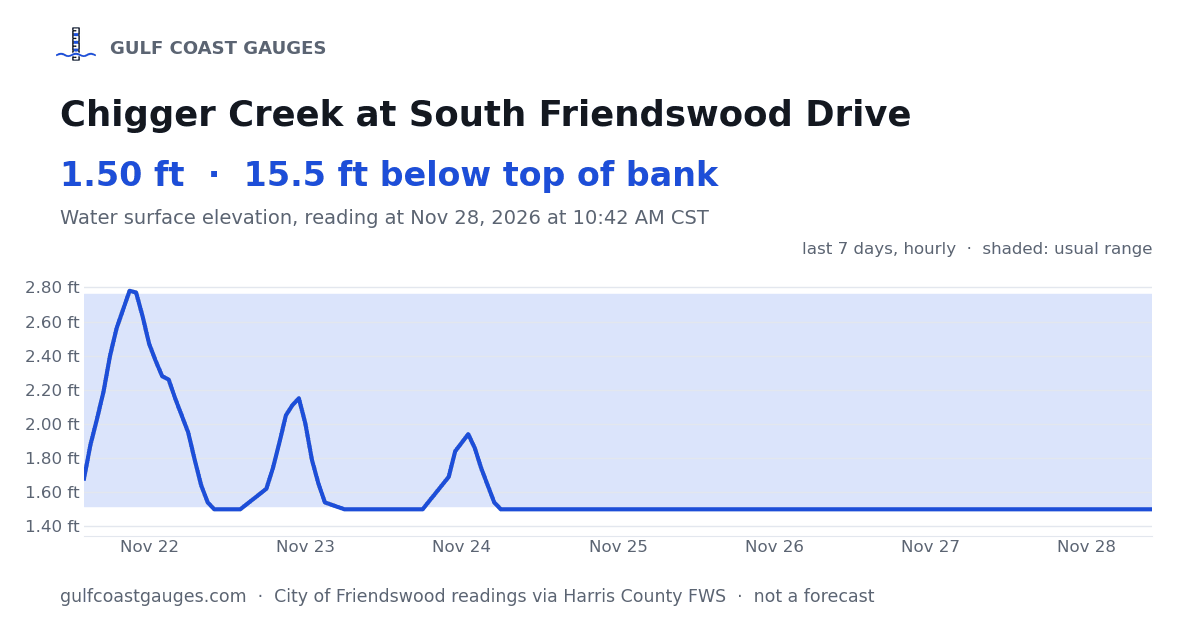 GULF COAST GAUGES
Chigger Creek at South Friendswood Drive
1.50 ft · 15.5 ft below top of bank
Water surface elevation, reading at Nov 28, 2026 at 10:42 AM CST
last 7 days, hourly · shaded: usual range
2.80 ft
2.60 ft
2.40 ft
2.20 ft
2.00 ft
1.80 ft
1.60 ft
1.40 ft
Nov 22 Nov 23 Nov 24 Nov 25 Nov 26 Nov 27 Nov 28
gulfcoastgauges.com · City of Friendswood readings via Harris County FWS · not a forecast